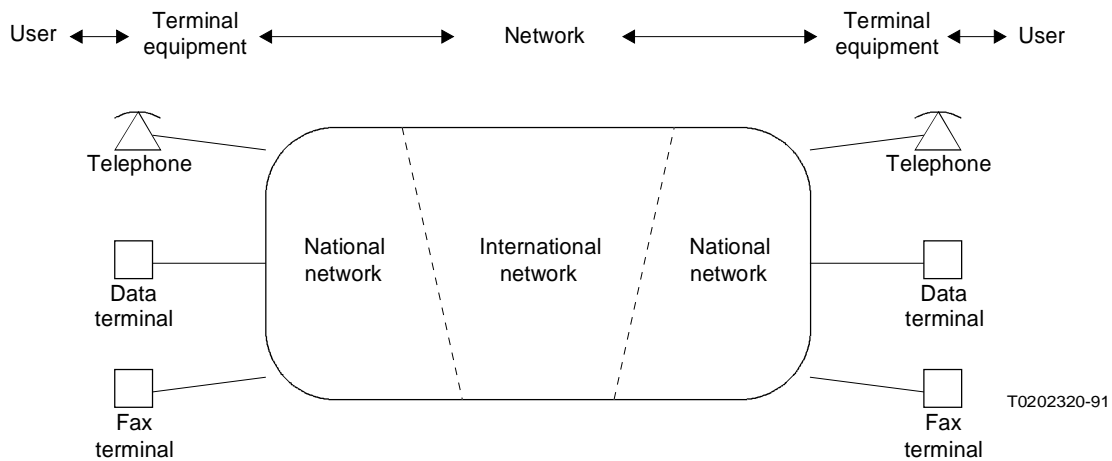 User
Terminal
equipment
Network
Terminal
equipment
User
Telephone
Telephone
National
network
International
network
National
network
Data
terminal
Data
terminal
Fax
terminal
Fax
terminal
T0202320-91